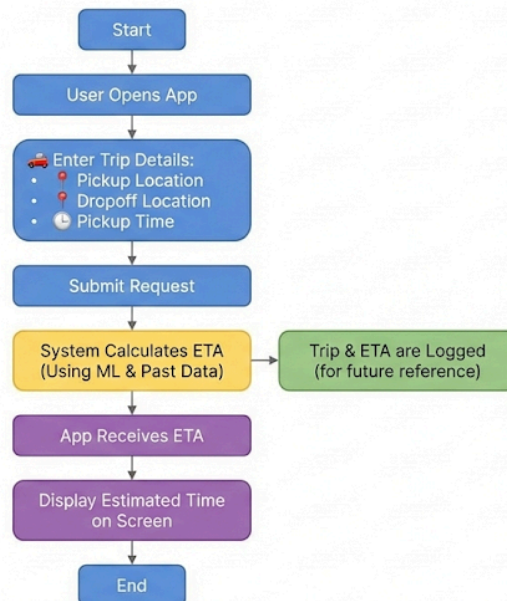 Start
User Opens App
🚗 Enter Trip Details:
• 📍 Pickup Location
• 📍 Dropoff Location
• 🕒 Pickup Time
Submit Request
System Calculates ETA
(Using ML & Past Data)
Trip & ETA are Logged
(for future reference)
App Receives ETA
Display Estimated Time
on Screen
End